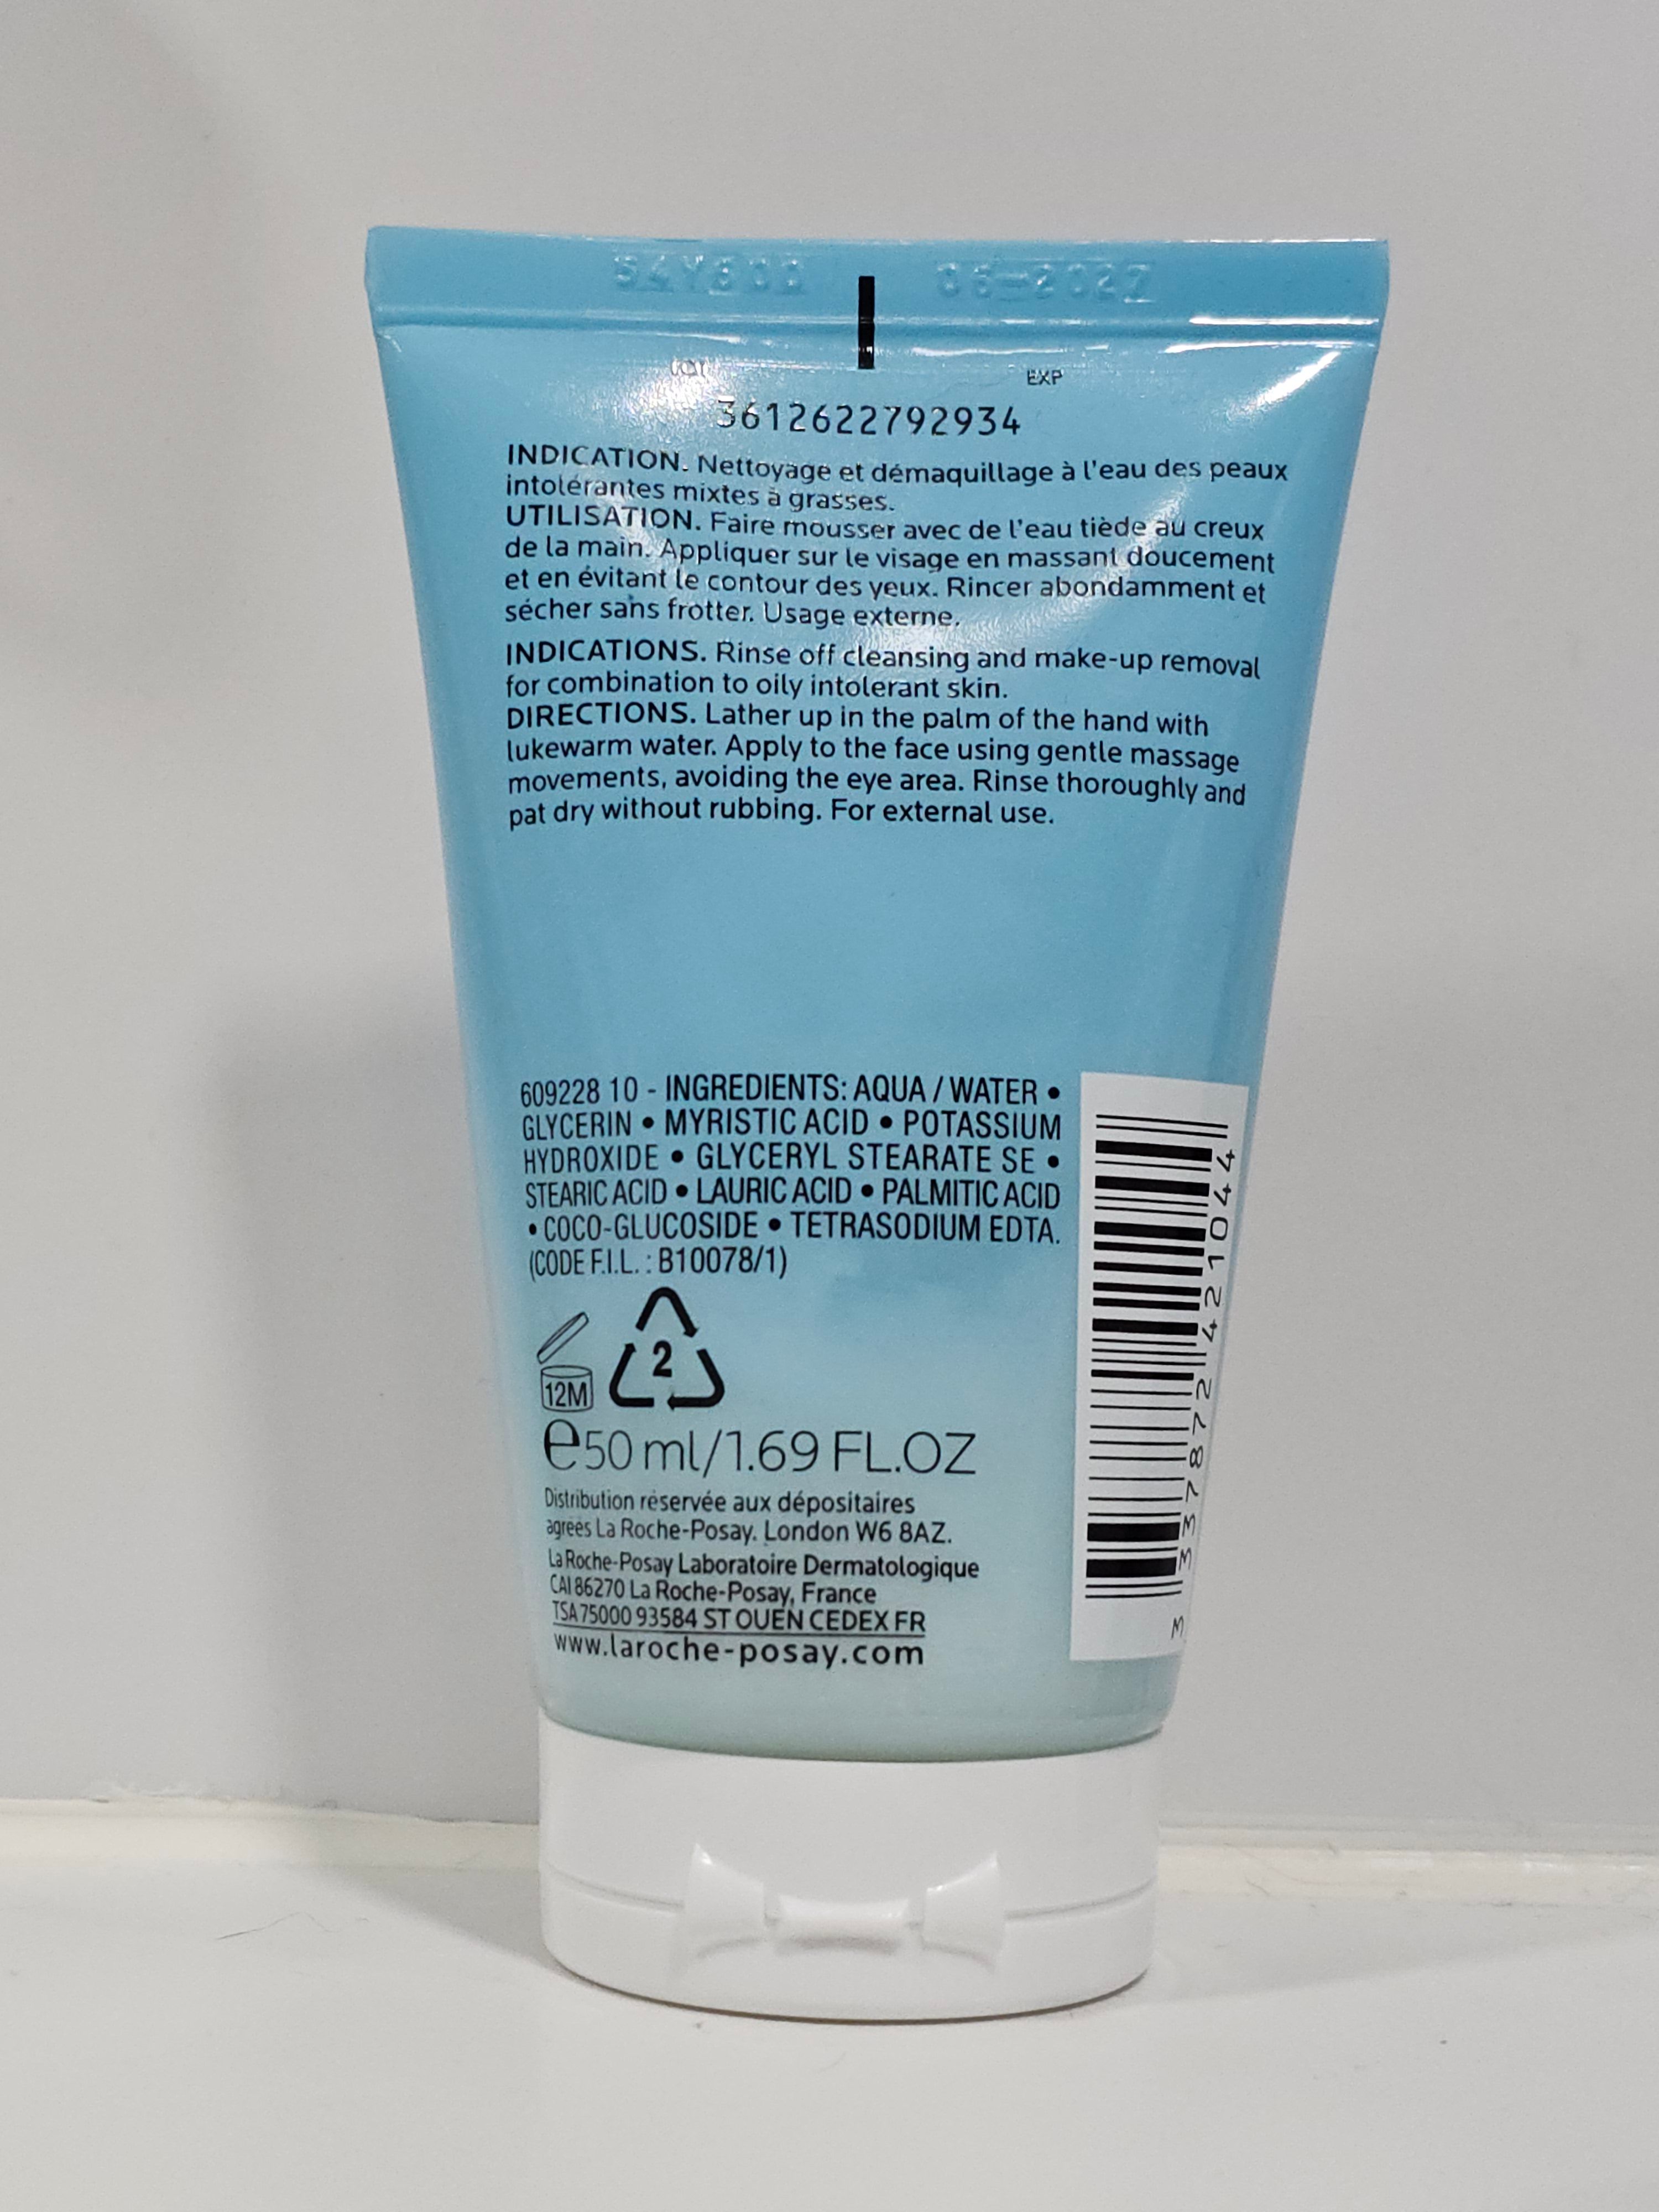 06-2027
LOT
EXP
3612622792934
INDICATION. Nettoyage et démaquillage à l'eau des peaux
intolérantes mixtes à grasses.
UTILISATION. Faire mousser avec de l'eau tiède au creux
de la main. Appliquer sur le visage en massant doucement
et en évitant le contour des yeux. Rincer abondamment et
sécher sans frotter. Usage externe.
INDICATIONS. Rinse off cleansing and make-up removal
for combination to oily intolerant skin.
DIRECTIONS. Lather up in the palm of the hand with
lukewarm water. Apply to the face using gentle massage
movements, avoiding the eye area. Rinse thoroughly and
pat dry without rubbing. For external use.
609228 10 - INGREDIENTS: AQUA / WATER •
GLYCERIN • MYRISTIC ACID • POTASSIUM
HYDROXIDE • GLYCERYL STEARATE SE •
STEARIC ACID • LAURIC ACID • PALMITIC ACID
• COCO-GLUCOSIDE • TETRASODIUM EDTA.
(CODE F.I.L. : B10078/1)
12M
2
e50 ml/1.69 FL.OZ
Distribution réservée aux dépositaires
agréés La Roche-Posay. London W6 8AZ.
La Roche-Posay Laboratoire Dermatologique
CAI 86270 La Roche-Posay, France
TSA 75000 93584 ST OUEN CEDEX FR
www.laroche-posay.com
3 337872 421044